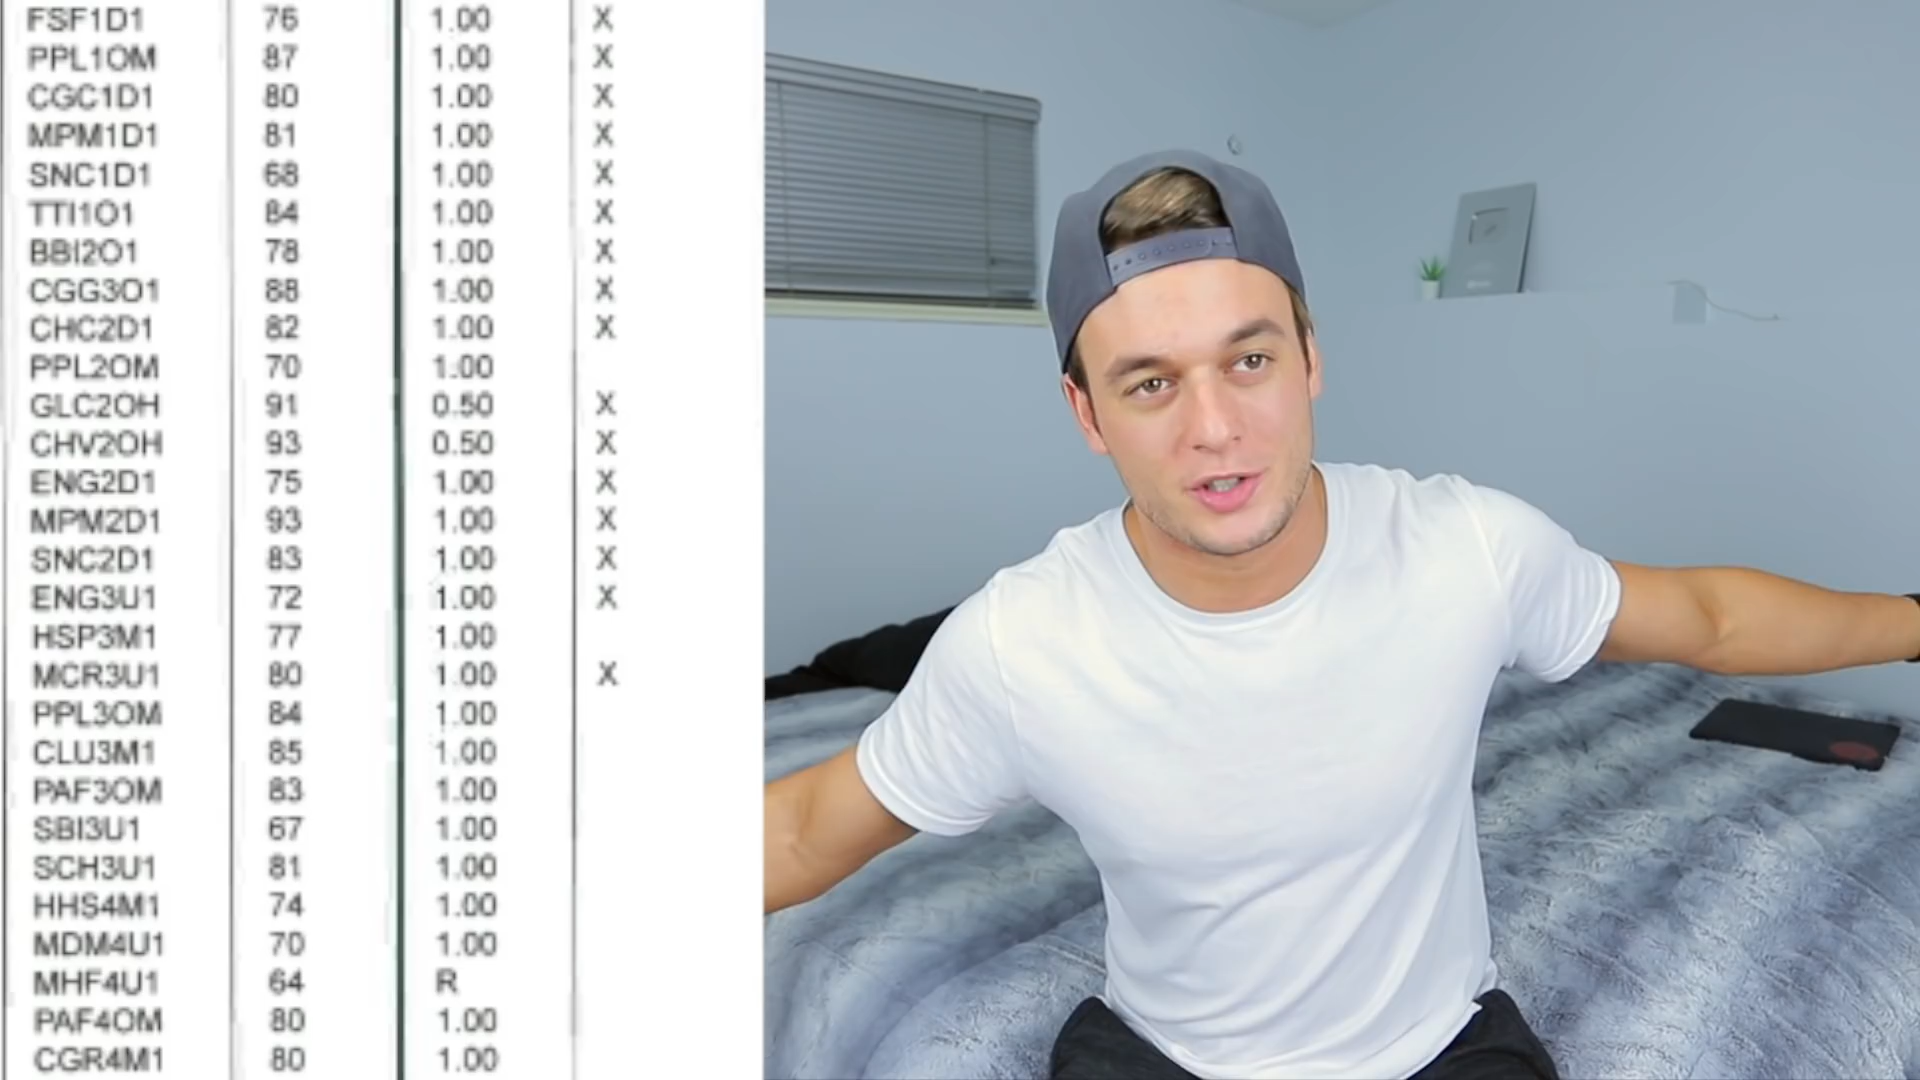 FSF1D1 76 1.00 X
PPL1OM 87 1.00 X
CGC1D1 80 1.00 X
MPM1D1 81 1.00 X
SNC1D1 68 1.00 X
TTI1O1 84 1.00 X
BBI2O1 78 1.00 X
CGG3O1 88 1.00 X
CHC2D1 82 1.00 X
PPL2OM 70 1.00
GLC2OH 91 0.50 X
CHV2OH 93 0.50 X
ENG2D1 75 1.00 X
MPM2D1 93 1.00 X
SNC2D1 83 1.00 X
ENG3U1 72 1.00 X
HSP3M1 77 1.00
MCR3U1 80 1.00 X
PPL3OM 84 1.00
CLU3M1 85 1.00
PAF3OM 83 1.00
SBI3U1 67 1.00
SCH3U1 81 1.00
HHS4M1 74 1.00
MDM4U1 70 1.00
MHF4U1 64 R
PAF4OM 80 1.00
CGR4M1 80 1.00